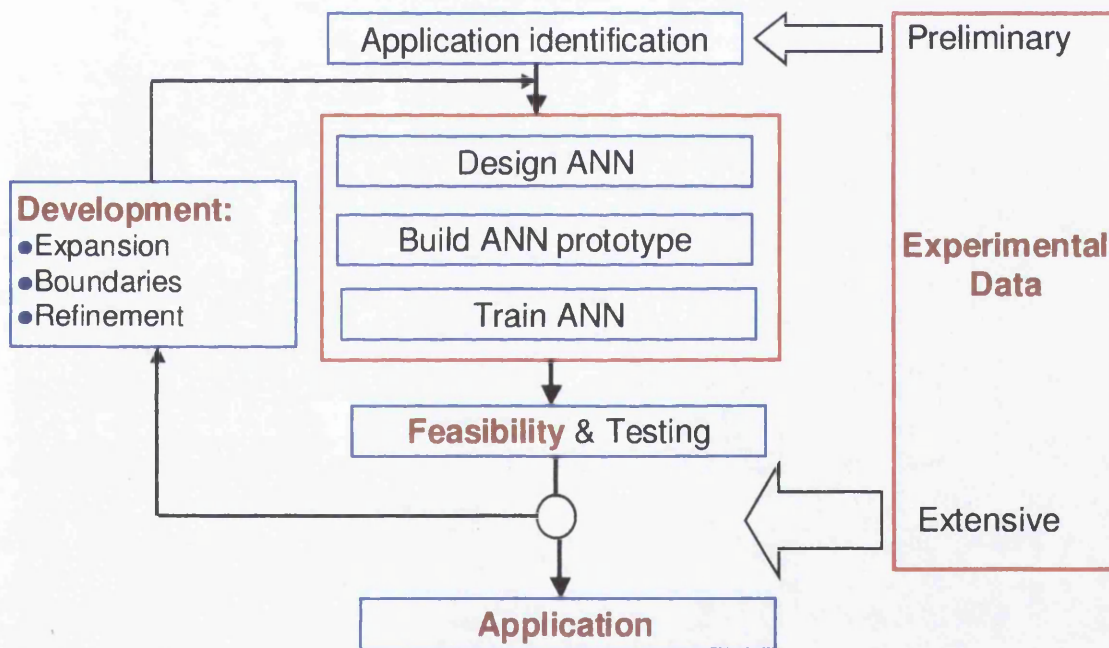 Application identification
Preliminary
Design ANN
Build ANN prototype
Train ANN
Development:
●Expansion
●Boundaries
●Refinement
Experimental
Data
Feasibility & Testing
Extensive
Application